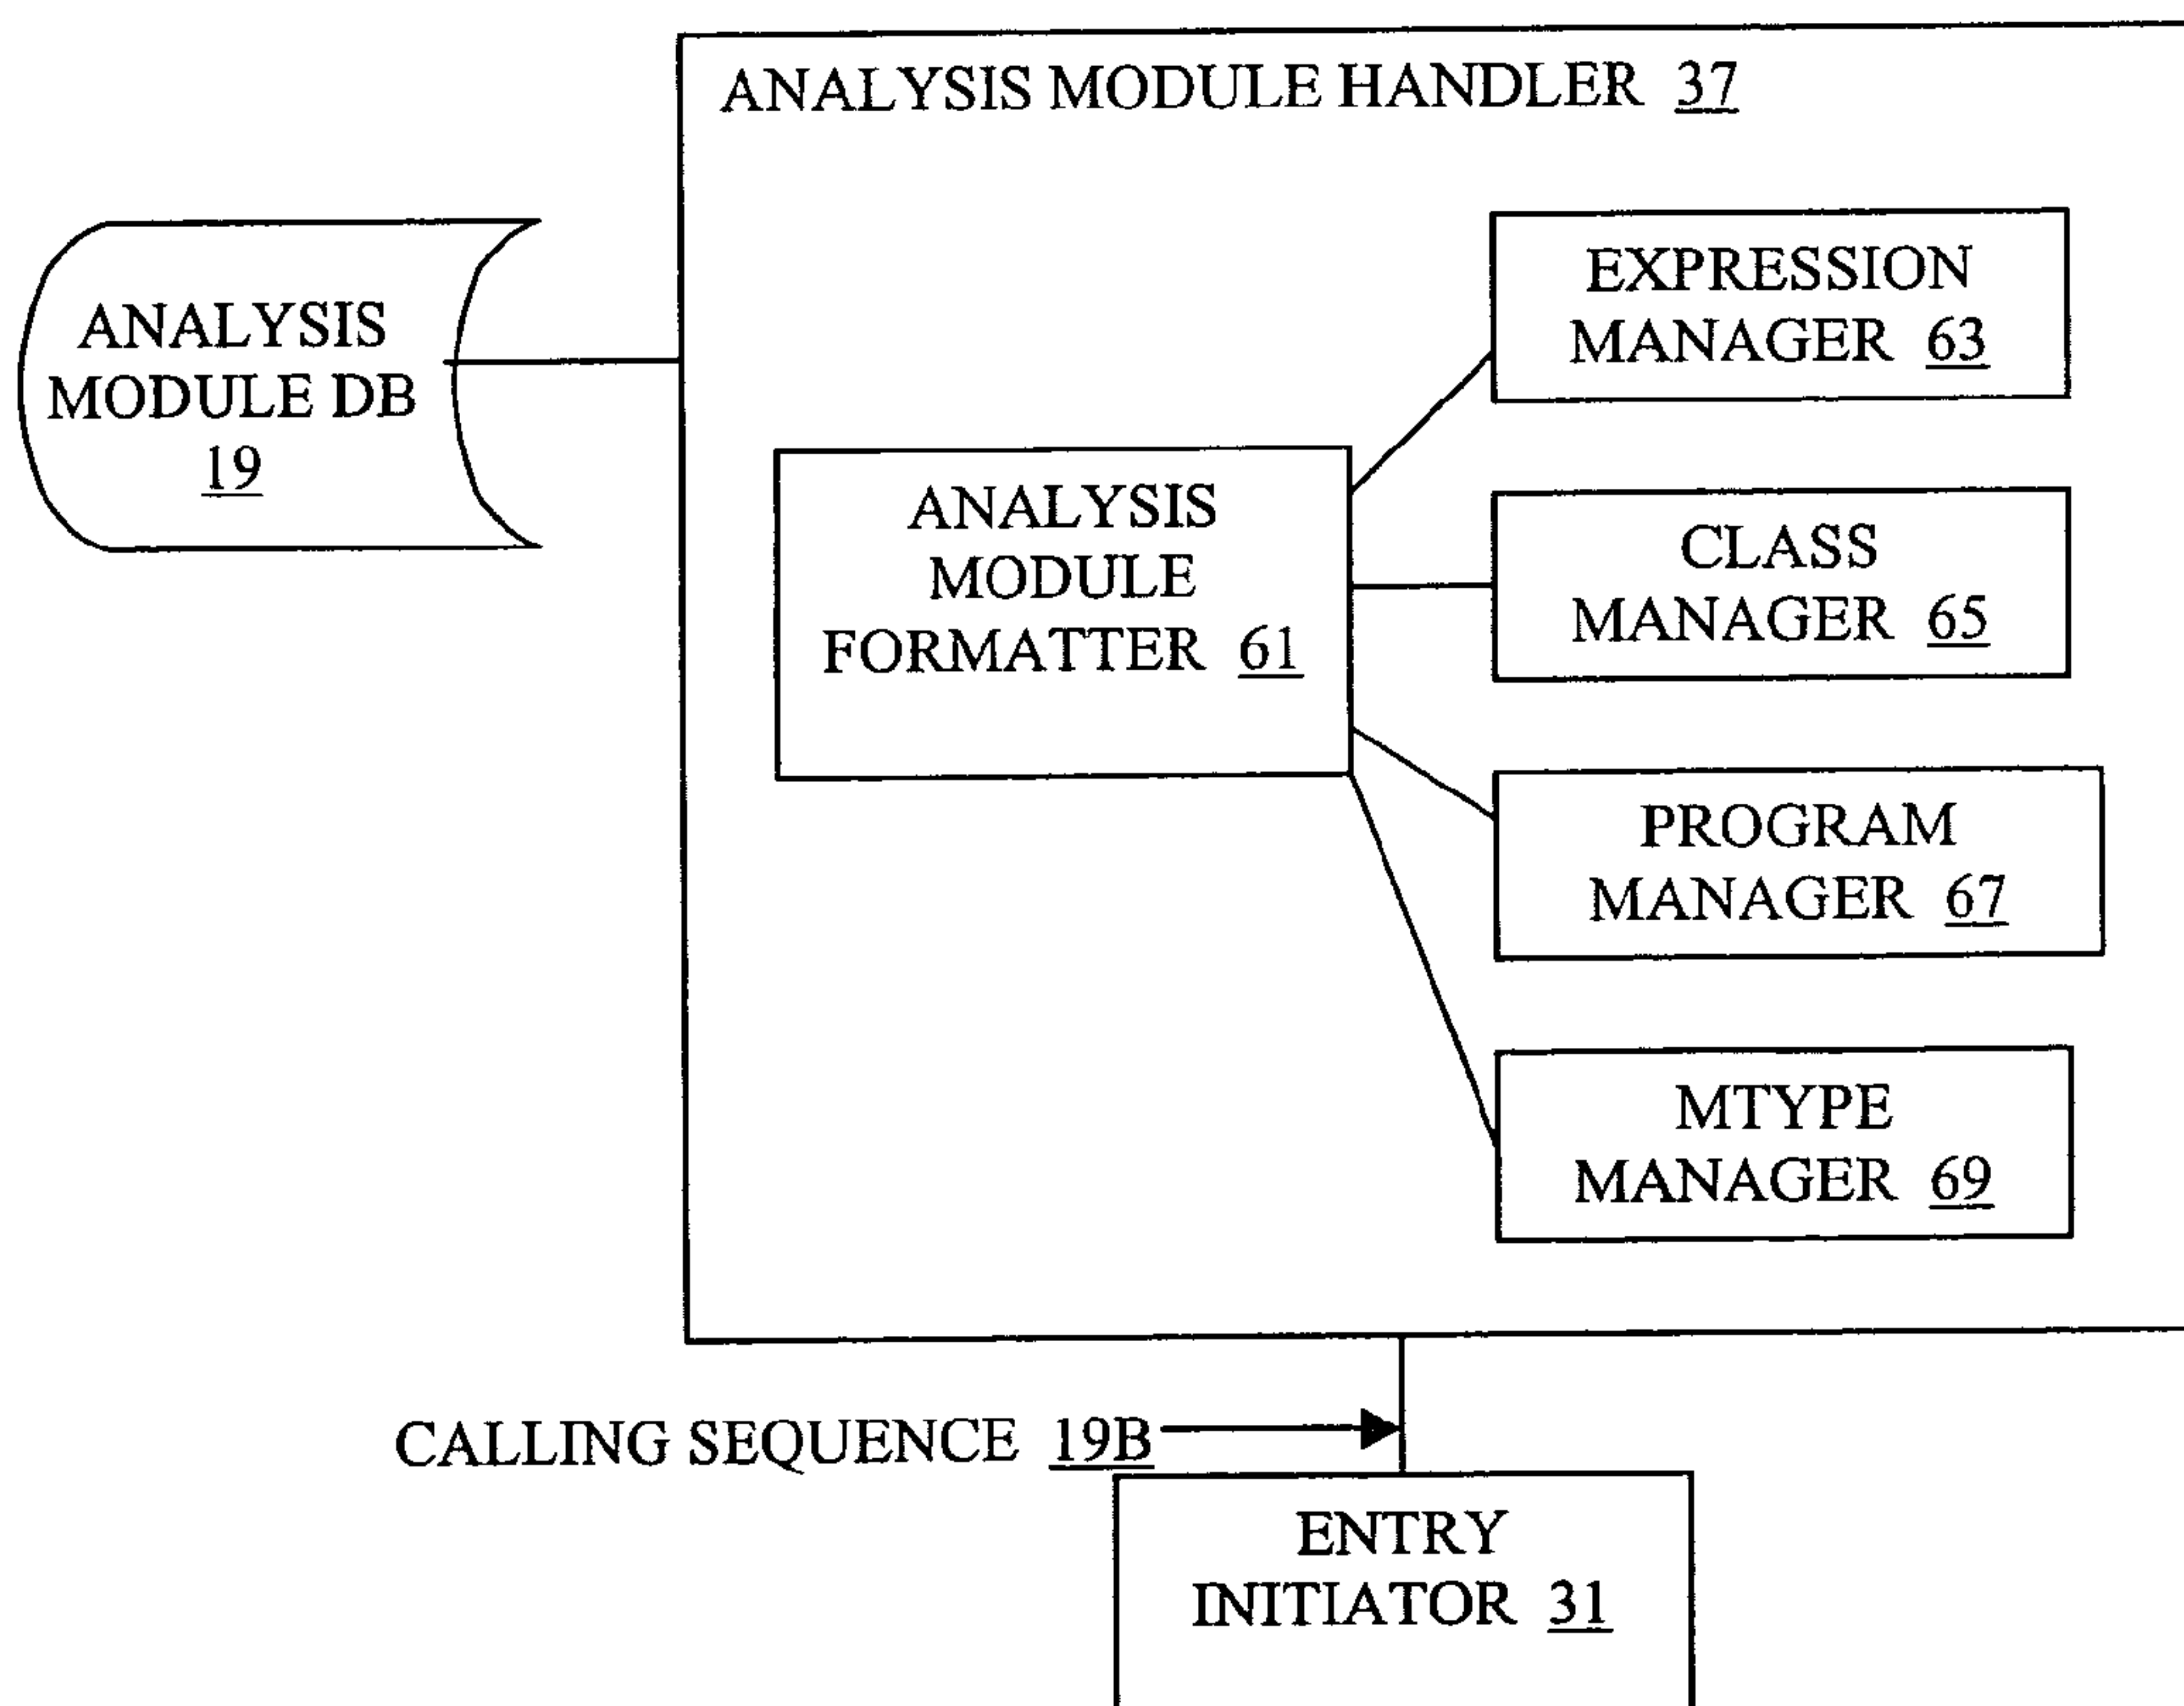 ANALYSIS MODULE HANDLER 37
ANALYSIS
MODULE DB
19
EXPRESSION
MANAGER 63
ANALYSIS
MODULE
FORMATTER 61
CLASS
MANAGER 65
PROGRAM
MANAGER 67
MTYPE
MANAGER 69
CALLING SEQUENCE 19B
ENTRY
INITIATOR 31